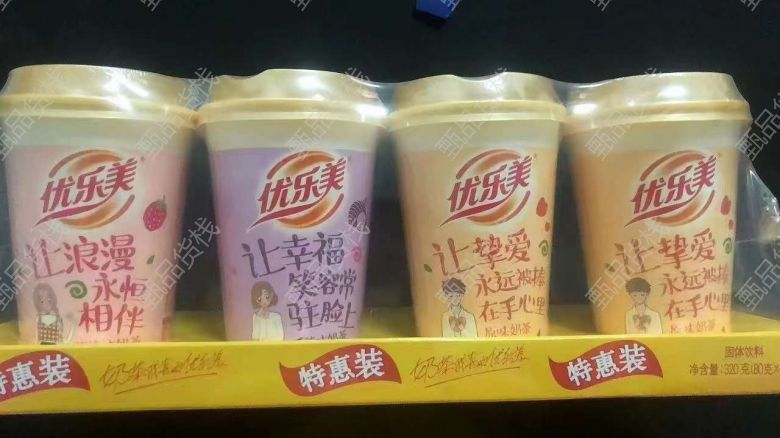 优乐美
让浪漫
永恒
相伴
优乐美
让幸福
笑容常
驻脸上
优乐美
让挚爱
永远被捧
在手心里
原味奶茶
优乐美
让挚爱
永远被捧
在手心里
原味奶茶
特惠装
特惠装
特惠装
固体饮料
净含量:320克(80克×
甄品货栈